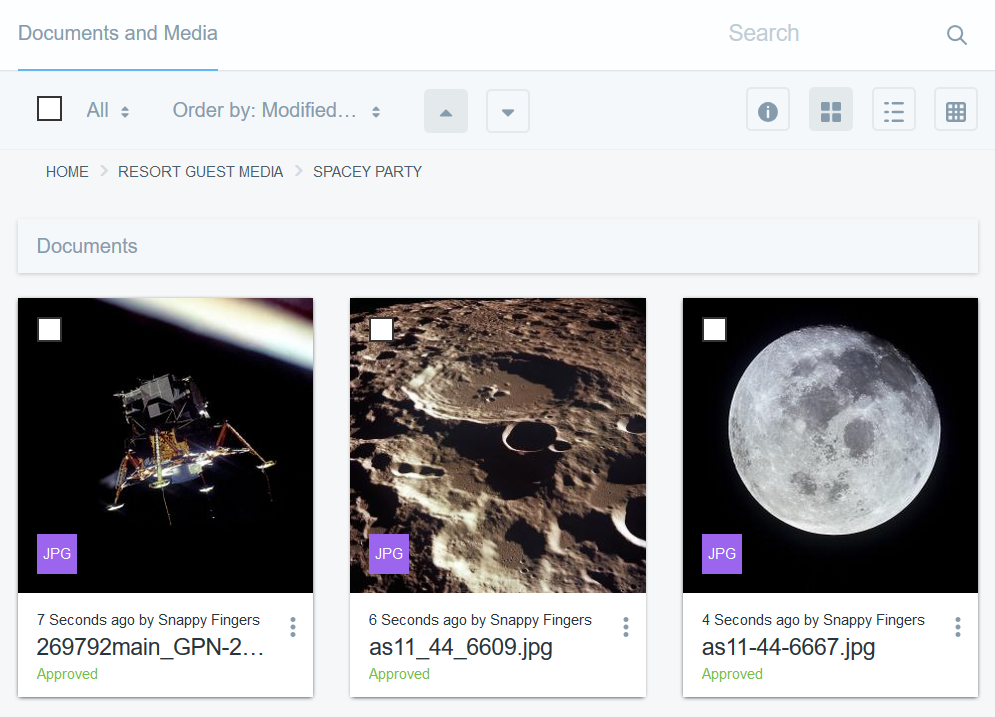 Documents and Media
Search
All
Order by: Modified...
HOME
RESORT GUEST MEDIA
SPACEY PARTY
Documents
JPG
JPG
JPG
7 Seconds ago by Snappy Fingers
269792main_GPN-2...
Approved
6 Seconds ago by Snappy Fingers
as11_44_6609.jpg
Approved
4 Seconds ago by Snappy Fingers
as11-44-6667.jpg
Approved